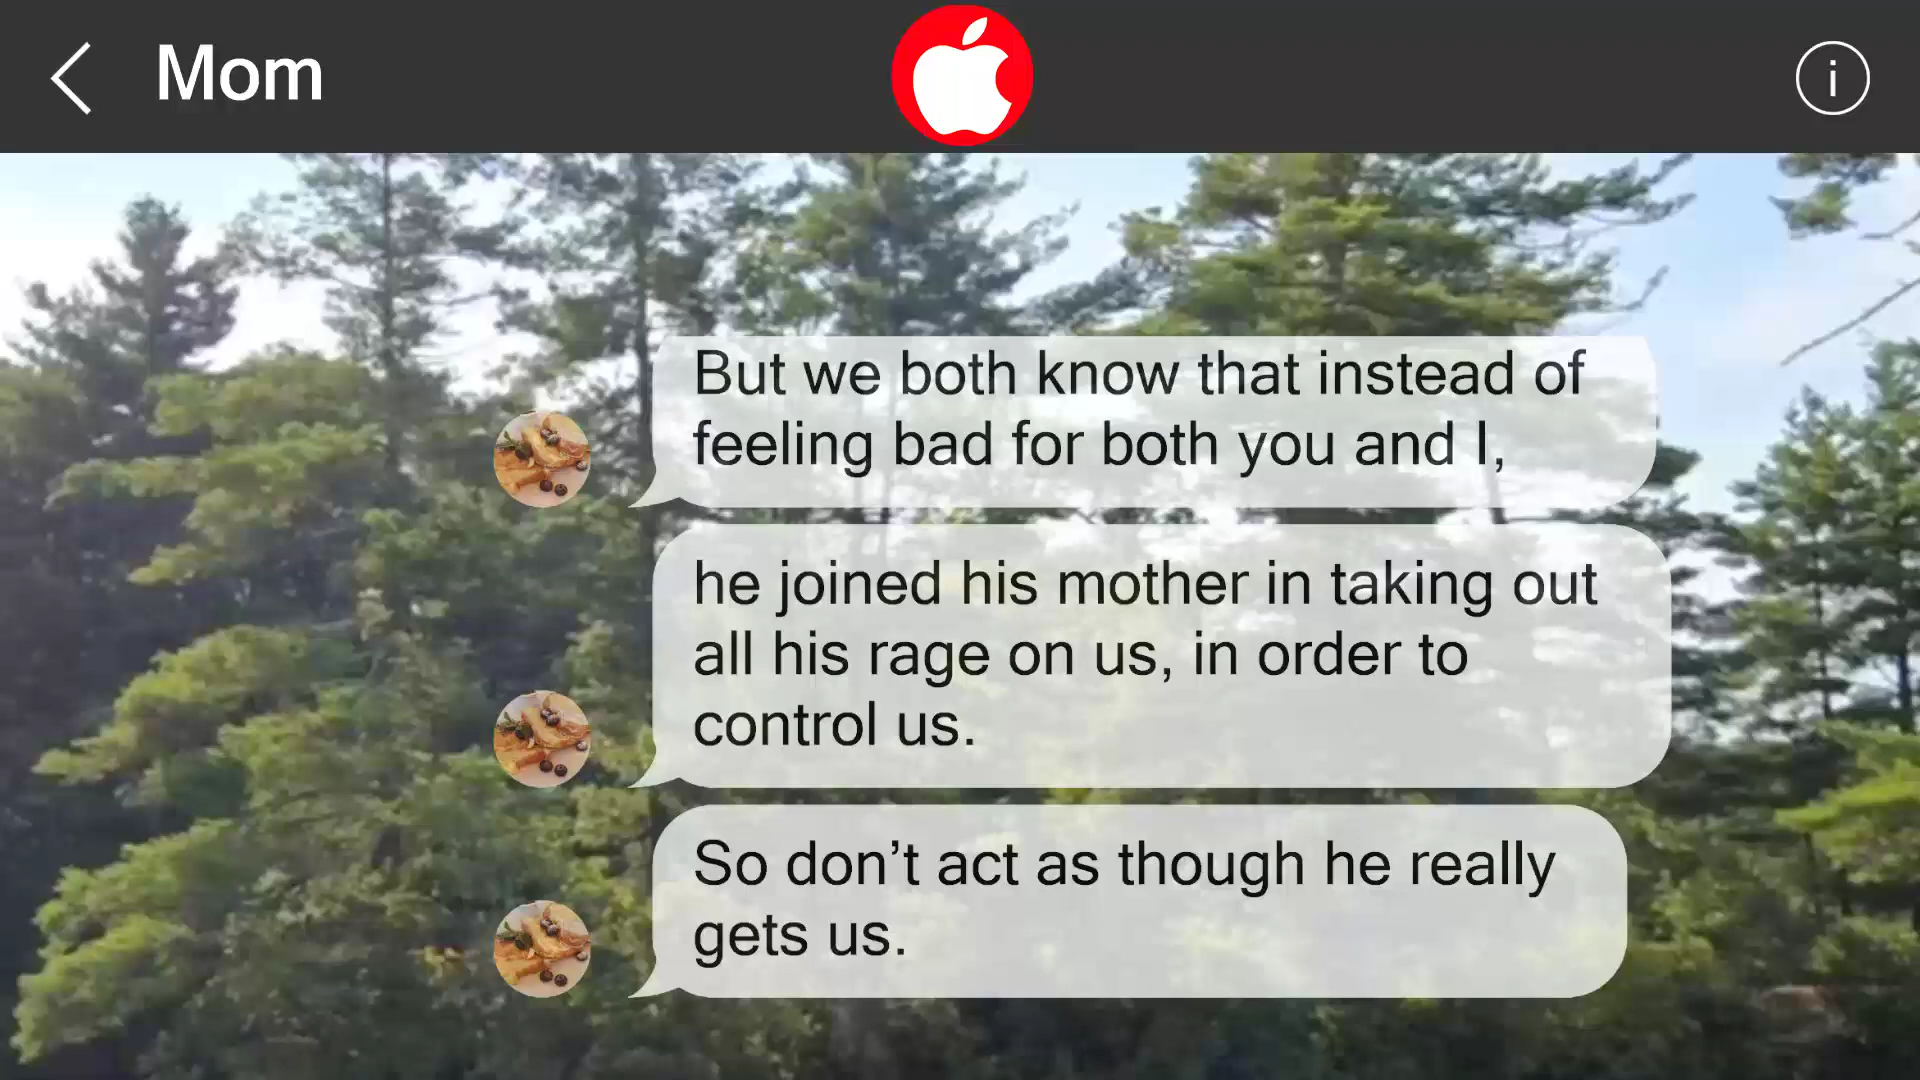 Mom
i
But we both know that instead of
feeling bad for both you and I,
he joined his mother in taking out
all his rage on us, in order to
control us.
So don’t act as though he really
gets us.